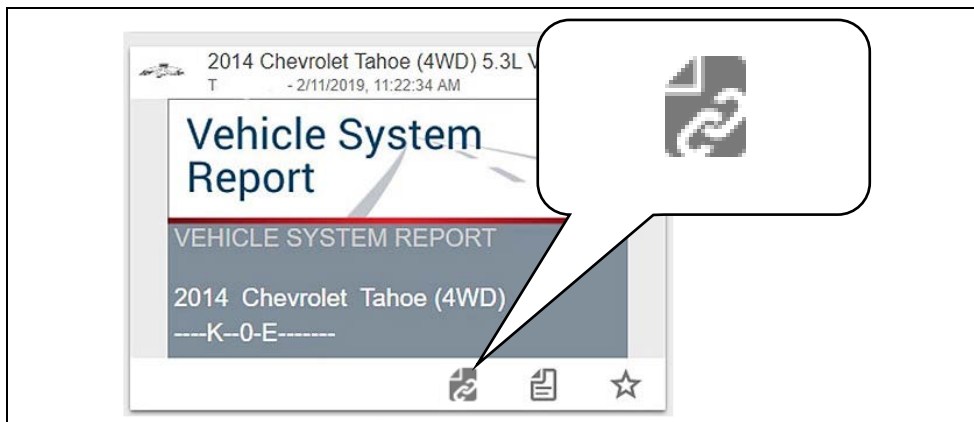 2014 Chevrolet Tahoe (4WD) 5.3L V
T - 2/11/2019, 11:22:34 AM
Vehicle System
Report
VEHICLE SYSTEM REPORT
2014 Chevrolet Tahoe (4WD)
----K--0-E-------